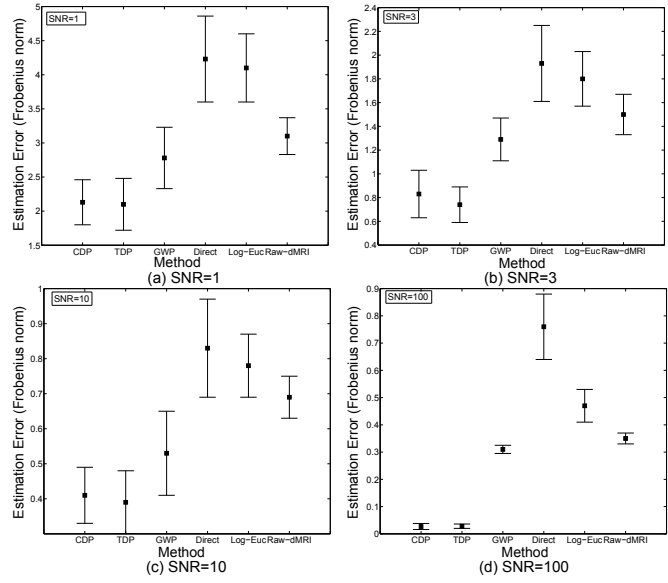 SNR=1
Estimation Error (Frobenius norm)
5
4.5
4
3.5
3
2.5
2
1.5
CDP TDP GWP Direct Log-Euc Raw-dMRI
Method
(a) SNR=1
SNR=3
Estimation Error (Frobenius norm)
2.4
2.2
2
1.8
1.6
1.4
1.2
1
0.8
0.6
0.4
CDP TDP GWP Direct Log-Euc Raw-dMRI
Method
(b) SNR=3
SNR=10
Estimation Error (Frobenius norm)
1
0.9
0.8
0.7
0.6
0.5
0.4
CDP TDP GWP Direct Log-Euc Raw-dMRI
Method
(c) SNR=10
SNR=100
Estimation Error (Frobenius norm)
0.9
0.8
0.7
0.6
0.5
0.4
0.3
0.2
0.1
0
CDP TDP GWP Direct Log-Euc Raw-dMRI
Method
(d) SNR=100